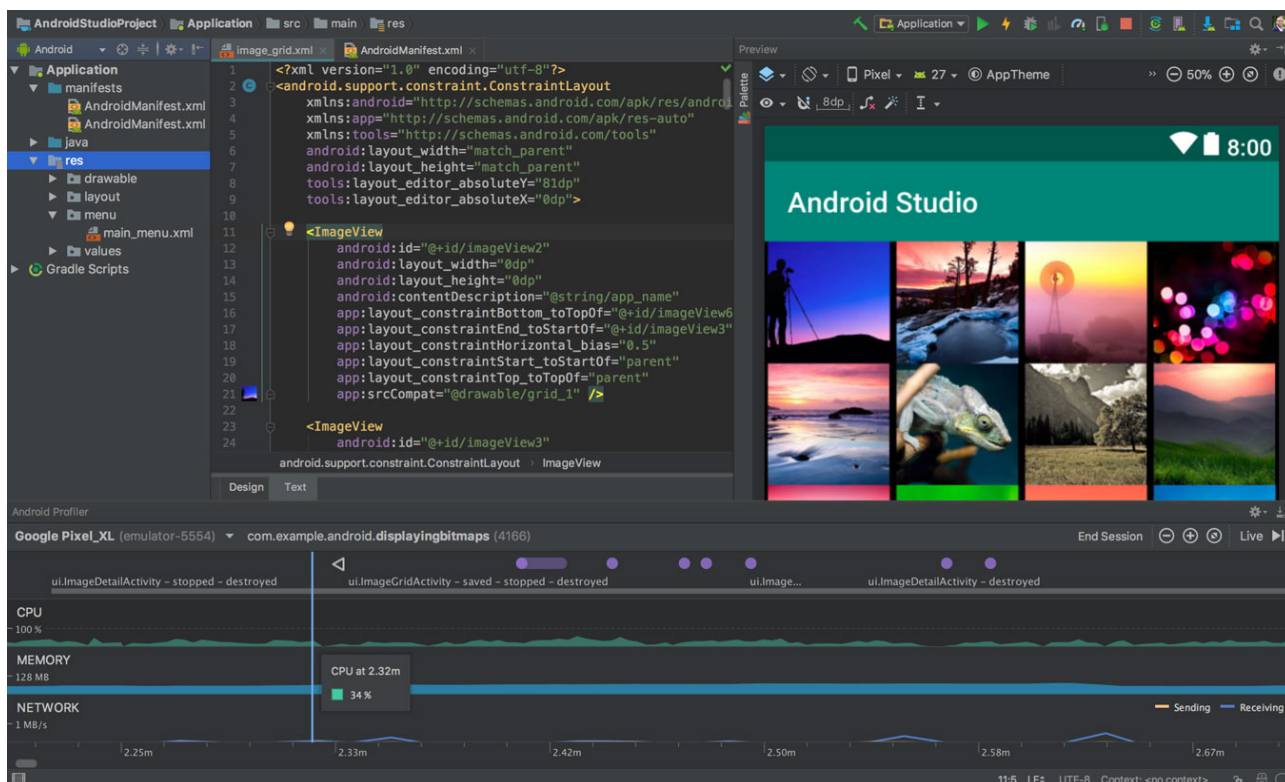 AndroidStudioProject Application src main res Application
Android
image_grid.xml AndroidManifest.xml
Preview
Application
manifests
AndroidManifest.xml
AndroidManifest.xml
java
res
drawable
layout
menu
main_menu.xml
values
Gradle Scripts
1 <?xml version="1.0" encoding="utf-8"?>
2 <android.support.constraint.ConstraintLayout
3 xmlns:android="http://schemas.android.com/apk/res/androi
4 xmlns:app="http://schemas.android.com/apk/res-auto"
5 xmlns:tools="http://schemas.android.com/tools"
6 android:layout_width="match_parent"
7 android:layout_height="match_parent"
8 tools:layout_editor_absoluteY="81dp"
9 tools:layout_editor_absoluteX="0dp">
10
11 <ImageView
12 android:id="@+id/imageView2"
13 android:layout_width="0dp"
14 android:layout_height="0dp"
15 android:contentDescription="@string/app_name"
16 app:layout_constraintBottom_toTopOf="@+id/imageView6
17 app:layout_constraintEnd_toStartOf="@+id/imageView3"
18 app:layout_constraintHorizontal_bias="0.5"
19 app:layout_constraintStart_toStartOf="parent"
20 app:layout_constraintTop_toTopOf="parent"
21 app:srcCompat="@drawable/grid_1" />
22
23 <ImageView
24 android:id="@+id/imageView3"
android.support.constraint.ConstraintLayout ImageView
Design Text
Palette
Pixel 27 AppTheme 50%
8dp
8:00
Android Studio
Android Profiler
Google Pixel_XL (emulator-5554) com.example.android.displayingbitmaps (4166) End Session Live
ui.ImageDetailActivity – stopped – destroyed ui.ImageGridActivity – saved – stopped – destroyed ui.Image... ui.ImageDetailActivity – destroyed
CPU
100 %
MEMORY
128 MB
CPU at 2.32m
34 %
NETWORK
Sending Receiving
1 MB/s
2.25m 2.33m 2.42m 2.50m 2.58m 2.67m
11:5 LF UTF-8 Context: <no context>